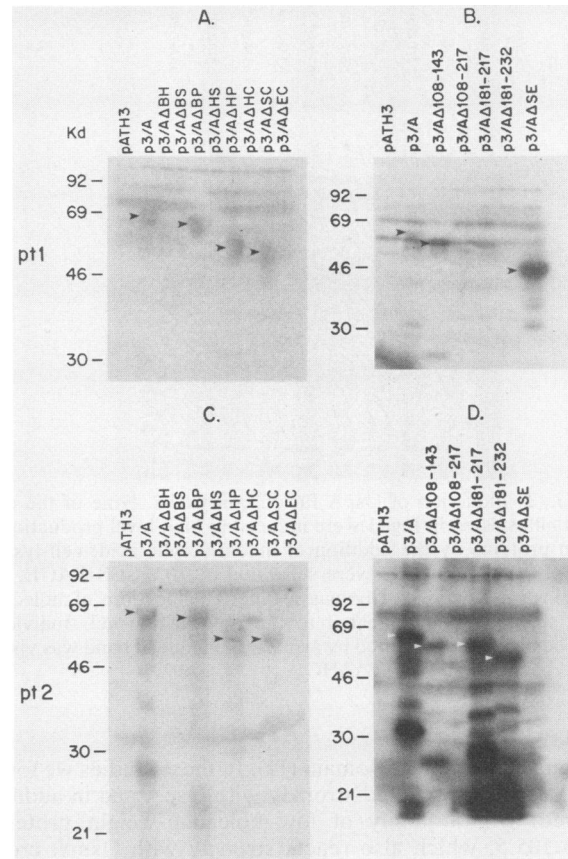 A.
pATH3
p3/A
p3/AΔBH
p3/AΔBS
p3/AΔBP
p3/AΔHS
p3/AΔHP
p3/AΔHC
p3/AΔSC
p3/AΔEC
Kd
92
69
46
30
pt1
B.
pATH3
p3/A
p3/AΔ108-143
p3/AΔ108-217
p3/AΔ181-217
p3/AΔ181-232
p3/AΔSE
92
69
46
30
C.
pATH3
p3/A
p3/AΔBH
p3/AΔBS
p3/AΔBP
p3/AΔHS
p3/AΔHP
p3/AΔHC
p3/AΔSC
p3/AΔEC
69
46
30
21
pt2
D.
pATH3
p3/A
p3/AΔ108-143
p3/AΔ108-217
p3/AΔ181-217
p3/AΔ181-232
p3/AΔSE
92
69
46
30
21